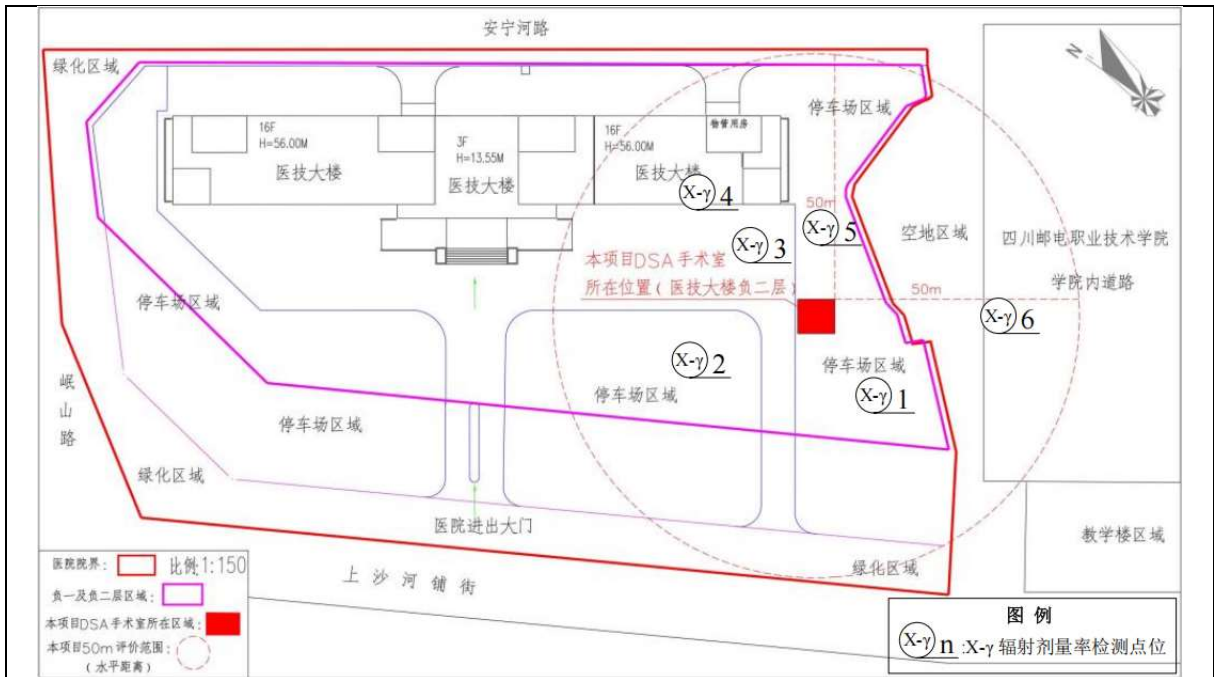 安宁河路
绿化区域
N
停车场区域
16F
H=56.00M
医技大楼
3F
H=13.55M
医技大楼
16F
H=56.00M
医技大楼
物管用房
X-γ 4
50m
X-γ 5
X-γ 3
空地区域
四川邮电职业技术学院
学院内道路
本项目DSA手术室
所在位置(医技大楼负二层)
50m
X-γ 6
停车场区域
X-γ 2
停车场区域
X-γ 1
停车场区域
停车场区域
岷山路
绿化区域
医院进出大门
教学楼区域
绿化区域
上沙河铺街
医院院界:
比例:1:150
负一及负二层区域:
本项目DSA手术室所在区域:
本项目50m评价范围:
(水平距离)
图 例
X-γ n :X-γ 辐射剂量率检测点位